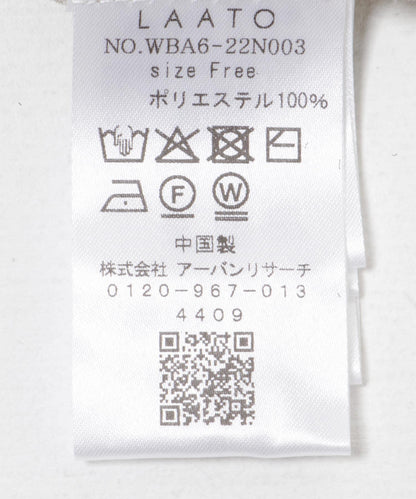 LAATO
NO.WBA6-22N003
size Free
ポリエステル100%
F W
中国製
株式会社 アーバンリサーチ
0120-967-013
4409